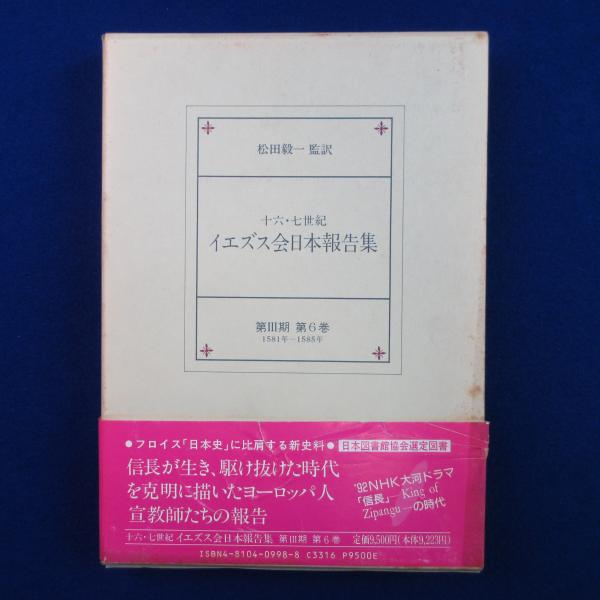 松田毅一 監訳
十六・七世紀
イエズス会日本報告集
第III期 第6巻
1581年―1585年
●フロイス「日本史」に比肩する新史料● 日本図書館協会選定図書
信長が生き、駆け抜けた時代
を克明に描いたヨーロッパ人
宣教師たちの報告
'92NHK大河ドラマ
「信長」― King of
Zipangu ―の時代
十六・七世紀 イエズス会日本報告集 第III期 第6巻 定価9,500円(本体9,223円)
ISBN4-8104-0998-8 C3316 P9500E